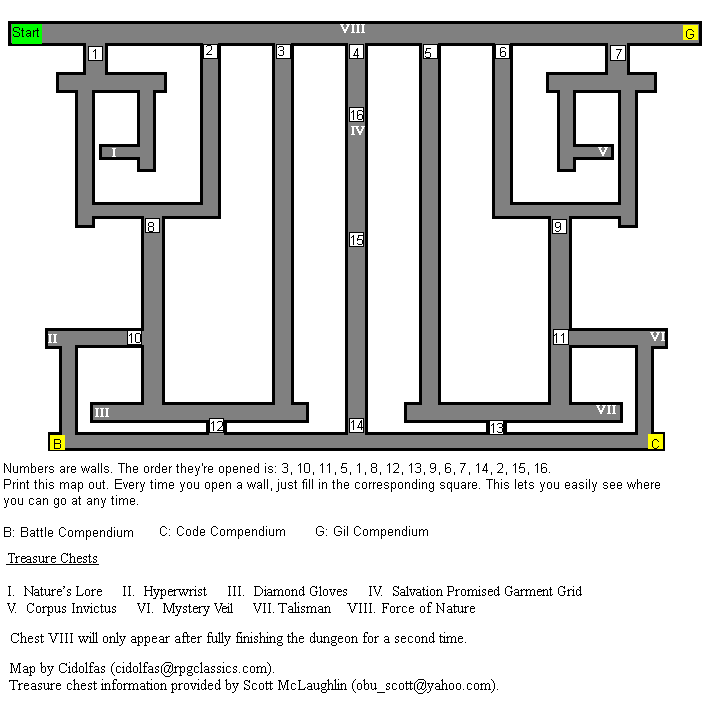 VIII
Start
G
1
2
3
4
5
6
7
16
IV
I
V
8
15
9
II
10
11
VI
III
VII
12
14
13
B
C
Numbers are walls. The order they're opened is: 3, 10, 11, 5, 1, 8, 12, 13, 9, 6, 7, 14, 2, 15, 16.
Print this map out. Every time you open a wall, just fill in the corresponding square. This lets you easily see where
you can go at any time.
B: Battle Compendium C: Code Compendium G: Gil Compendium
Treasure Chests
I. Nature's Lore II. Hyperwrist III. Diamond Gloves IV. Salvation Promised Garment Grid
V. Corpus Invictus VI. Mystery Veil VII. Talisman VIII. Force of Nature
Chest VIII will only appear after fully finishing the dungeon for a second time.
Map by Cidolfas (cidolfas@rpgclassics.com).
Treasure chest information provided by Scott McLaughlin (obu_scott@yahoo.com).